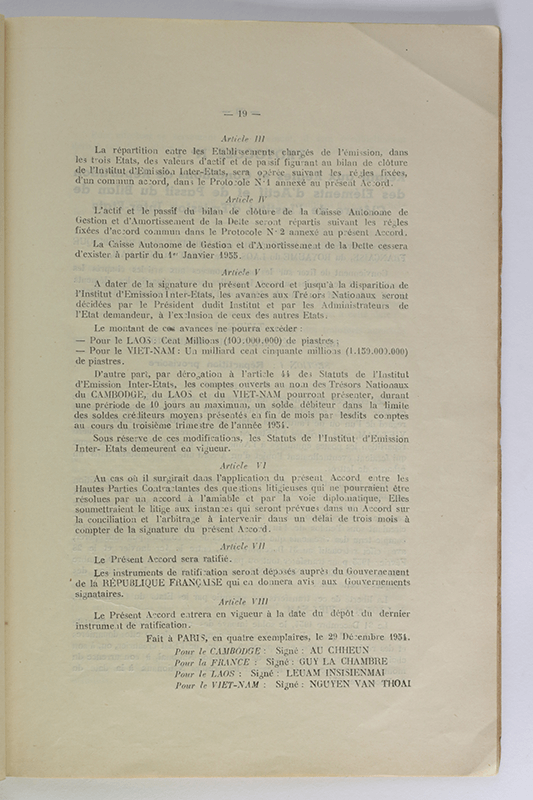 — 19 —
Article III
La répartition entre les Etablissements chargés de l'émission, dans
les trois Etats, des valeurs d'actif et de passif figurant au bilan de clôture
de l'Institut d'Emission Inter-Etats, sera opérée suivant les règles fixées,
d'un commun accord, dans le Protocole N° 1 annexé au présent Accord.
Article IV
L'actif et le passif du bilan de clôture de la Caisse Autonome de
Gestion et d'Amortissement de la Dette seront répartis suivant les règles
fixées d'accord commun dans le Protocole N° 2 annexé au présent Accord.
La Caisse Autonome de Gestion et d'Amortissement de la Dette cessera
d'exister à partir du 1er Janvier 1955.
Article V
A dater de la signature du présent Accord et jusqu'à la disparition de
l'Institut d'Emission Inter-Etats, les avances aux Trésors Nationaux seront
décidées par le Président dudit Institut et par les Administrateurs de
l'Etat demandeur, à l'exclusion de ceux des autres Etats.
Le montant de ces avances ne pourra excéder :
— Pour le LAOS : Cent Millions (100.000.000) de piastres ;
— Pour le VIET-NAM : Un milliard cent cinquante millions (1.150.000.000)
de piastres.
D'autre part, par dérogation à l'article 44 des Statuts de l'Institut
d'Emission Inter-Etats, les comptes ouverts au nom des Trésors Nationaux
du CAMBODGE, du LAOS et du VIET-NAM pourront présenter, durant
une prériode de 10 jours au maximum, un solde débiteur dans la limite
des soldes créditeurs moyens présentés en fin de mois par lesdits comptes
au cours du troisième trimestre de l'année 1954.
Sous réserve de ces modifications, les Statuts de l'Institut d'Emission
Inter- Etats demeurent en vigueur.
Article VI
Au cas où il surgirait dans l'application du présent Accord entre les
Hautes Parties Contractantes des questions litigieuses qui ne pourraient être
résolues par un accord à l'amiable et par la voie diplomatique, Elles
soumettraient le litige aux instances qui seront prévues dans un Accord sur
la conciliation et l'arbitrage à intervenir dans un délai de trois mois à
compter de la signature du présent Accord.
Article VII
Le Présent Accord sera ratifié.
Les instruments de ratification seront déposés auprès du Gouvernement
de la RÉPUBLIQUE FRANÇAISE qui en donnera avis aux Gouvernements
signataires.
Article VIII
Le Présent Accord entrera en vigueur à la date du dépôt du dernier
instrument de ratification.
Fait à PARIS, en quatre exemplaires, le 29 Décembre 1954.
Pour le CAMBODGE : Signé : AU CHHEUN
Pour la FRANCE : Signé : GUY LA CHAMBRE
Pour le LAOS : Signé : LEUAM INSISIENMAI
Pour le VIET-NAM : Signé : NGUYEN VAN THOAI